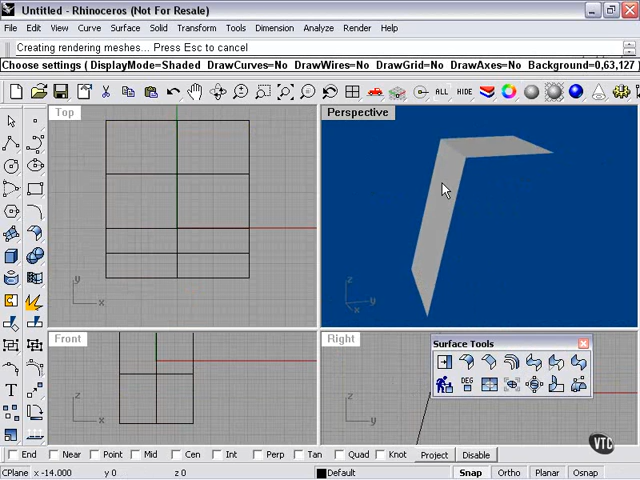 Untitled - Rhinoceros (Not For Resale)
File Edit View Curve Surface Solid Transform Tools Dimension Analyze Render Help
Creating rendering meshes... Press Esc to cancel
Choose settings ( DisplayMode=Shaded DrawCurves=No DrawWires=No DrawGrid=No DrawAxes=No Background=0,63,127
ALL HIDE
Top
Perspective
y
x
z
y
x
Front
Right
Surface Tools
DEG
T
z
x
z
y
VTC
End Near Point Mid Cen Int Perp Tan Quad Knot Project Disable
CPlane x -14.000 y 0 z 0 Default Snap Ortho Planar Osnap